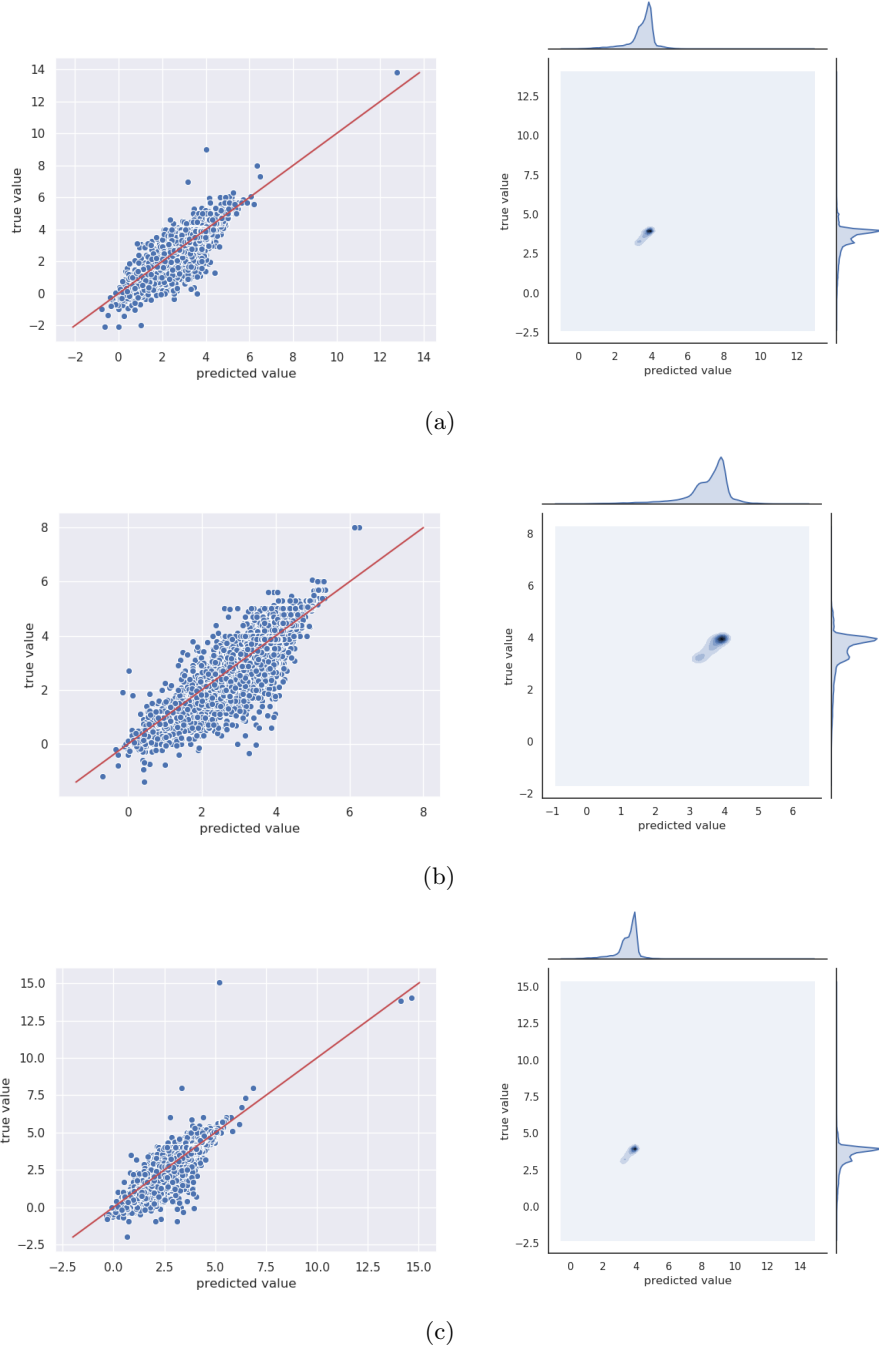 14
12
10
8
6
4
2
0
−2
true value
−2 0 2 4 6 8 10 12 14
predicted value
12.5
10.0
7.5
5.0
2.5
0.0
−2.5
true value
0 2 4 6 8 10 12
predicted value
(a)
8
6
4
2
0
true value
0 2 4 6 8
predicted value
8
6
4
2
0
−2
true value
−1 0 1 2 3 4 5 6
predicted value
(b)
15.0
12.5
10.0
7.5
5.0
2.5
0.0
−2.5
true value
−2.5 0.0 2.5 5.0 7.5 10.0 12.5 15.0
predicted value
15.0
12.5
10.0
7.5
5.0
2.5
0.0
−2.5
true value
0 2 4 6 8 10 12 14
predicted value
(c)